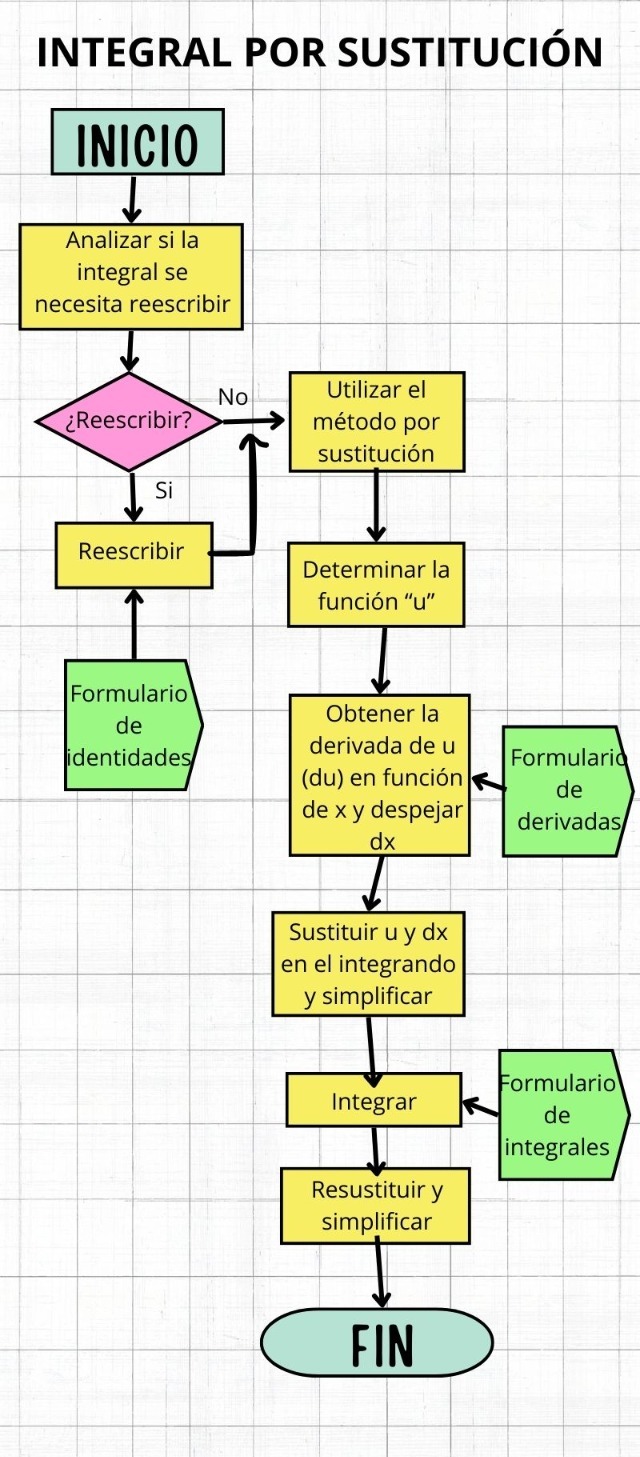 INTEGRAL POR SUSTITUCIÓN
INICIO
Analizar si la
integral se
necesita reescribir
¿Reescribir?
No
Si
Reescribir
Formulario
de
identidades
Utilizar el
método por
sustitución
Determinar la
función “u”
Obtener la
derivada de u
(du) en función
de x y despejar
dx
Formulario
de
derivadas
Sustituir u y dx
en el integrando
y simplificar
Integrar
Formulario
de
integrales
Resustituir y
simplificar
FIN